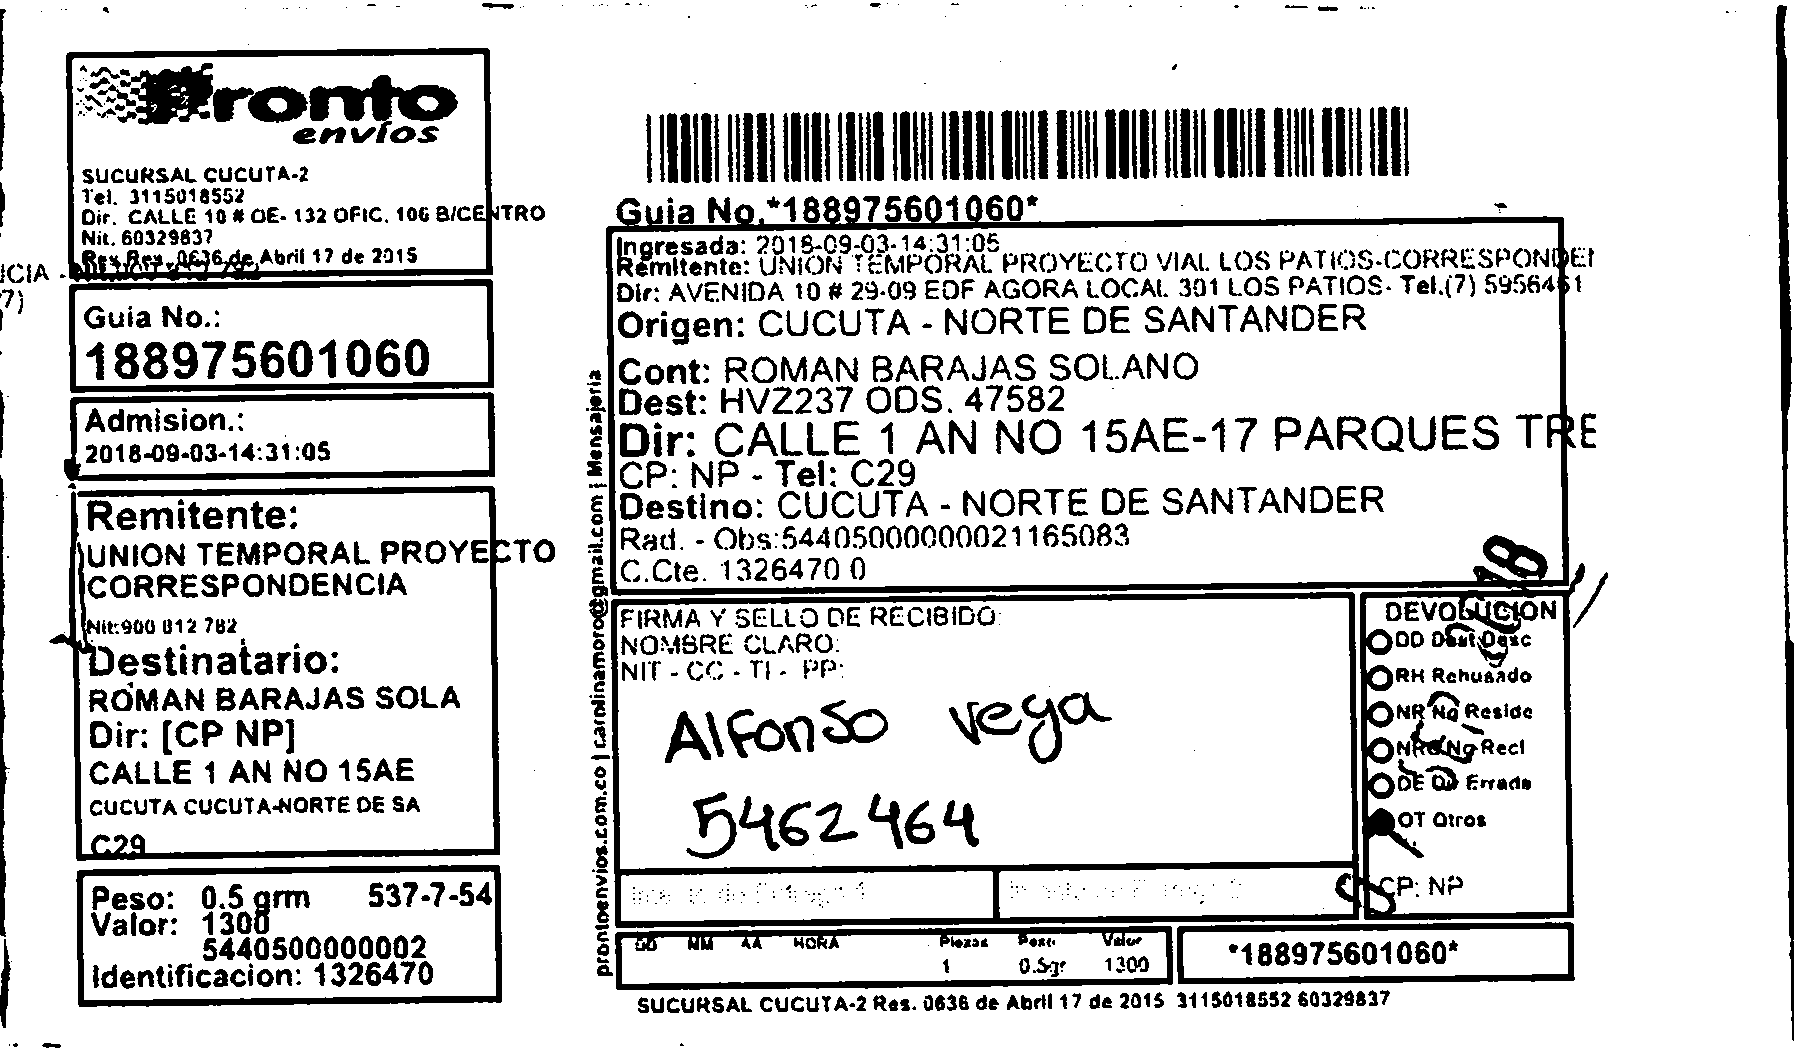 Pronto
envíos
SUCURSAL CUCUTA-2
Tel. 3115018552
Dir. CALLE 10 # OE- 132 OFIC. 106 B/CENTRO
Nit. 60329837
Res.Res. 0636 de Abril 17 de 2015
Guia No.:
188975601060
Admision.:
2018-09-03-14:31:05
Remitente:
UNION TEMPORAL PROYECTO
CORRESPONDENCIA
Nit:900 812 782
Destinatario:
ROMAN BARAJAS SOLA
Dir: [CP NP]
CALLE 1 AN NO 15AE
CUCUTA CUCUTA-NORTE DE SA
C29
Peso: 0.5 grm 537-7-54
Valor: 1300
5440500000002
Identificacion: 1326470
Guia No.*188975601060*
Ingresada: 2018-09-03-14:31:05
Remitente: UNION TEMPORAL PROYECTO VIAL LOS PATIOS-CORRESPONDEN
Dir: AVENIDA 10 # 29-09 EDF AGORA LOCAL 301 LOS PATIOS- Tel.(7) 5956461
Origen: CUCUTA - NORTE DE SANTANDER
Cont: ROMAN BARAJAS SOLANO
Dest: HVZ237 ODS. 47582
Dir: CALLE 1 AN NO 15AE-17 PARQUES TRE
CP: NP - Tel: C29
Destino: CUCUTA - NORTE DE SANTANDER
Rad. - Obs:54405000000021165083
C.Cte. 1326470 0
prontoenvios.com.co | carolinamoro@gmail.com | Mensajeria
FIRMA Y SELLO DE RECIBIDO:
NOMBRE CLARO:
NIT - CC - TI - PP:
Alfonso vega
5462464
DEVOLUCION
DD Dest Desc
RH Rehusado
NR No Reside
NRC No Recl
DE Dir Errada
OT Otros
CP: NP
DD MM AA HORA Piezas Peso Valor
1 0.5gr 1300
*188975601060*
SUCURSAL CUCUTA-2 Res. 0636 de Abril 17 de 2015 3115018552 60329837